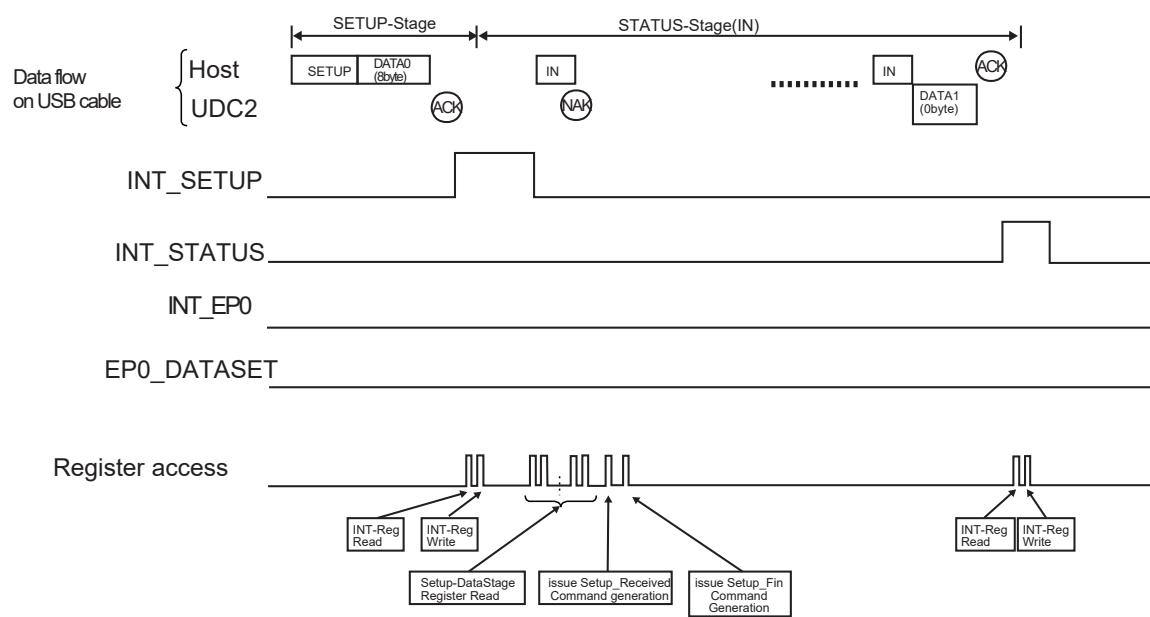 SETUP-Stage
STATUS-Stage(IN)
Data flow
on USB cable
Host
UDC2
SETUP
DATA0
(8byte)
ACK
IN
NAK
IN
DATA1
(0byte)
ACK
INT_SETUP
INT_STATUS
INT_EP0
EP0_DATASET
Register access
INT-Reg
Read
INT-Reg
Write
INT-Reg
Read
INT-Reg
Write
Setup-DataStage
Register Read
issue Setup_Received
Command generation
issue Setup_Fin
Command
Generation